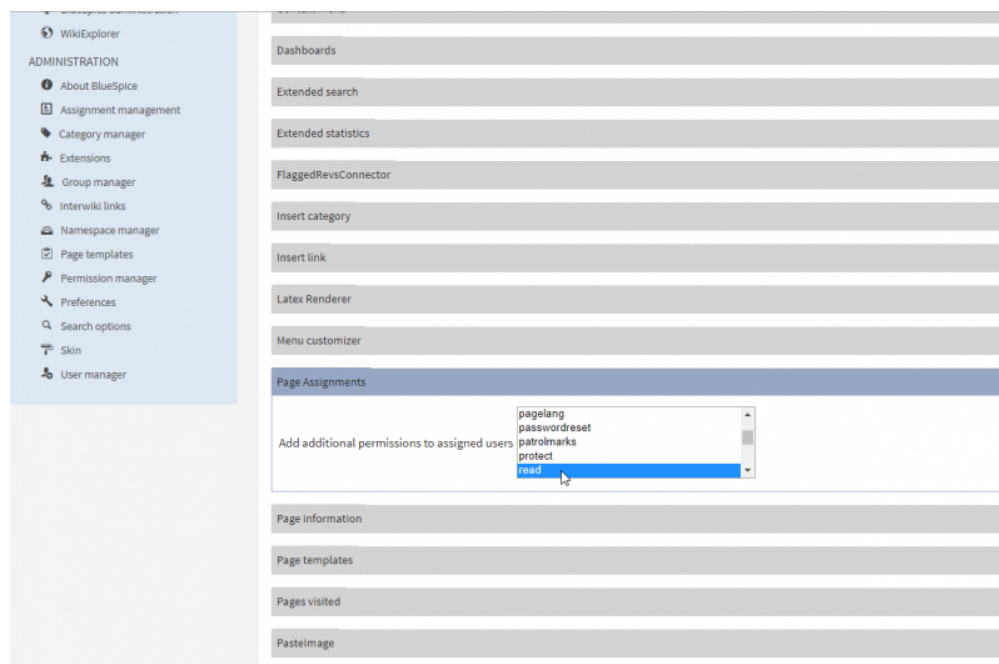 WikiExplorer
ADMINISTRATION
About BlueSpice
Assignment management
Category manager
Extensions
Group manager
Interwiki links
Namespace manager
Page templates
Permission manager
Preferences
Search options
Skin
User manager
Dashboards
Extended search
Extended statistics
FlaggedRevsConnector
Insert category
Insert link
Latex Renderer
Menu customizer
Page Assignments
Add additional permissions to assigned users
pagelang
passwordreset
patrolmarks
protect
read
Page information
Page templates
Pages visited
PasteImage